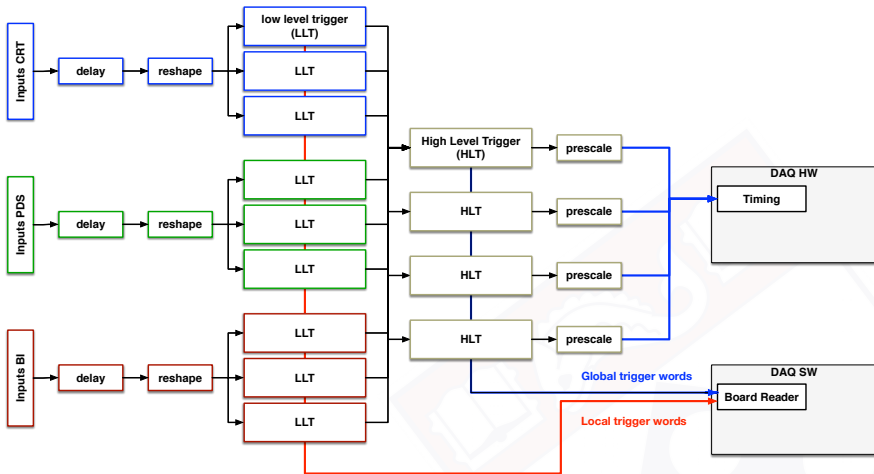 Inputs CRT
delay
reshape
low level trigger
(LLT)
LLT
LLT
Inputs PDS
delay
reshape
LLT
LLT
LLT
Inputs BI
delay
reshape
LLT
LLT
LLT
High Level Trigger
(HLT)
prescale
HLT
prescale
HLT
prescale
HLT
prescale
DAQ HW
Timing
Global trigger words
Local trigger words
DAQ SW
Board Reader